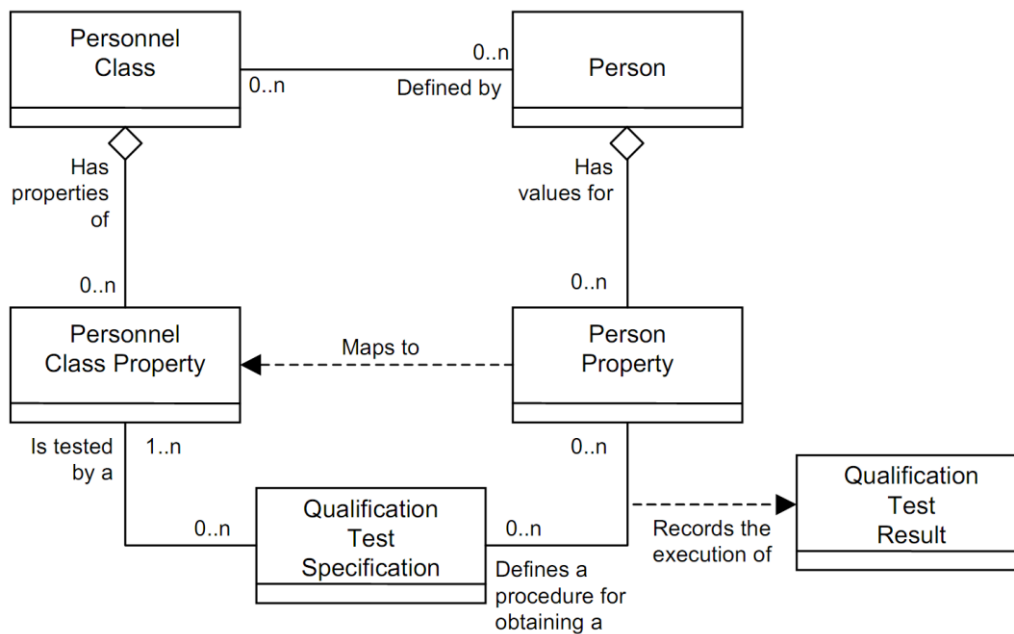 Personnel
Class
0..n
0..n
Defined by
Person
Has
properties
of
0..n
Has
values for
0..n
Personnel
Class Property
Maps to
Person
Property
Is tested
by a
1..n
0..n
0..n
Qualification
Test
Specification
0..n
Defines a
procedure for
obtaining a
Records the
execution of
Qualification
Test
Result